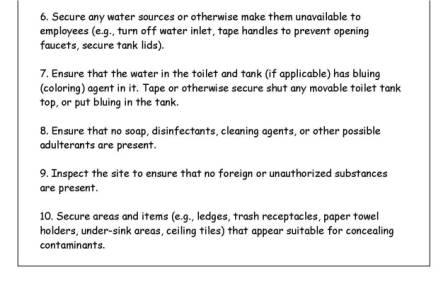 6. Secure any water sources or otherwise make them unavailable to
employees (e.g., turn off water inlet, tape handles to prevent opening
faucets, secure tank lids).
7. Ensure that the water in the toilet and tank (if applicable) has bluing
(coloring) agent in it. Tape or otherwise secure shut any movable toilet tank
top, or put bluing in the tank.
8. Ensure that no soap, disinfectants, cleaning agents, or other possible
adulterants are present.
9. Inspect the site to ensure that no foreign or unauthorized substances
are present.
10. Secure areas and items (e.g., ledges, trash receptacles, paper towel
holders, under-sink areas, ceiling tiles) that appear suitable for concealing
contaminants.